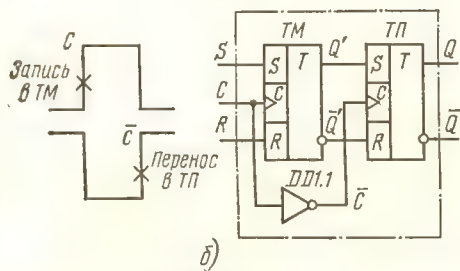 C
Запись
в ТМ
C̅
Перенос
в ТП
ТМ
ТП
S
S
T
Q'
S
T
Q
C
C
C
R
R
Q̅'
R
Q̅
DD1.1
C̅
б)